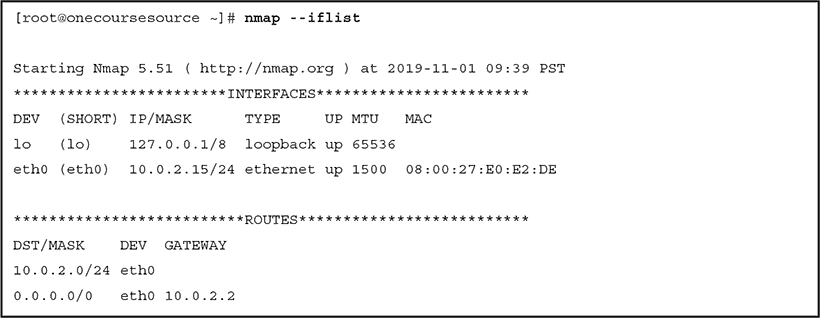 [root@onecoursesource ~]# nmap --iflist
Starting Nmap 5.51 ( http://nmap.org ) at 2019-11-01 09:39 PST
************************INTERFACES************************
DEV  (SHORT) IP/MASK      TYPE     UP MTU   MAC
lo   (lo)    127.0.0.1/8  loopback up 65536
eth0 (eth0)  10.0.2.15/24 ethernet up 1500  08:00:27:E0:E2:DE
**************************ROUTES**************************
DST/MASK    DEV  GATEWAY
10.0.2.0/24 eth0
0.0.0.0/0   eth0 10.0.2.2